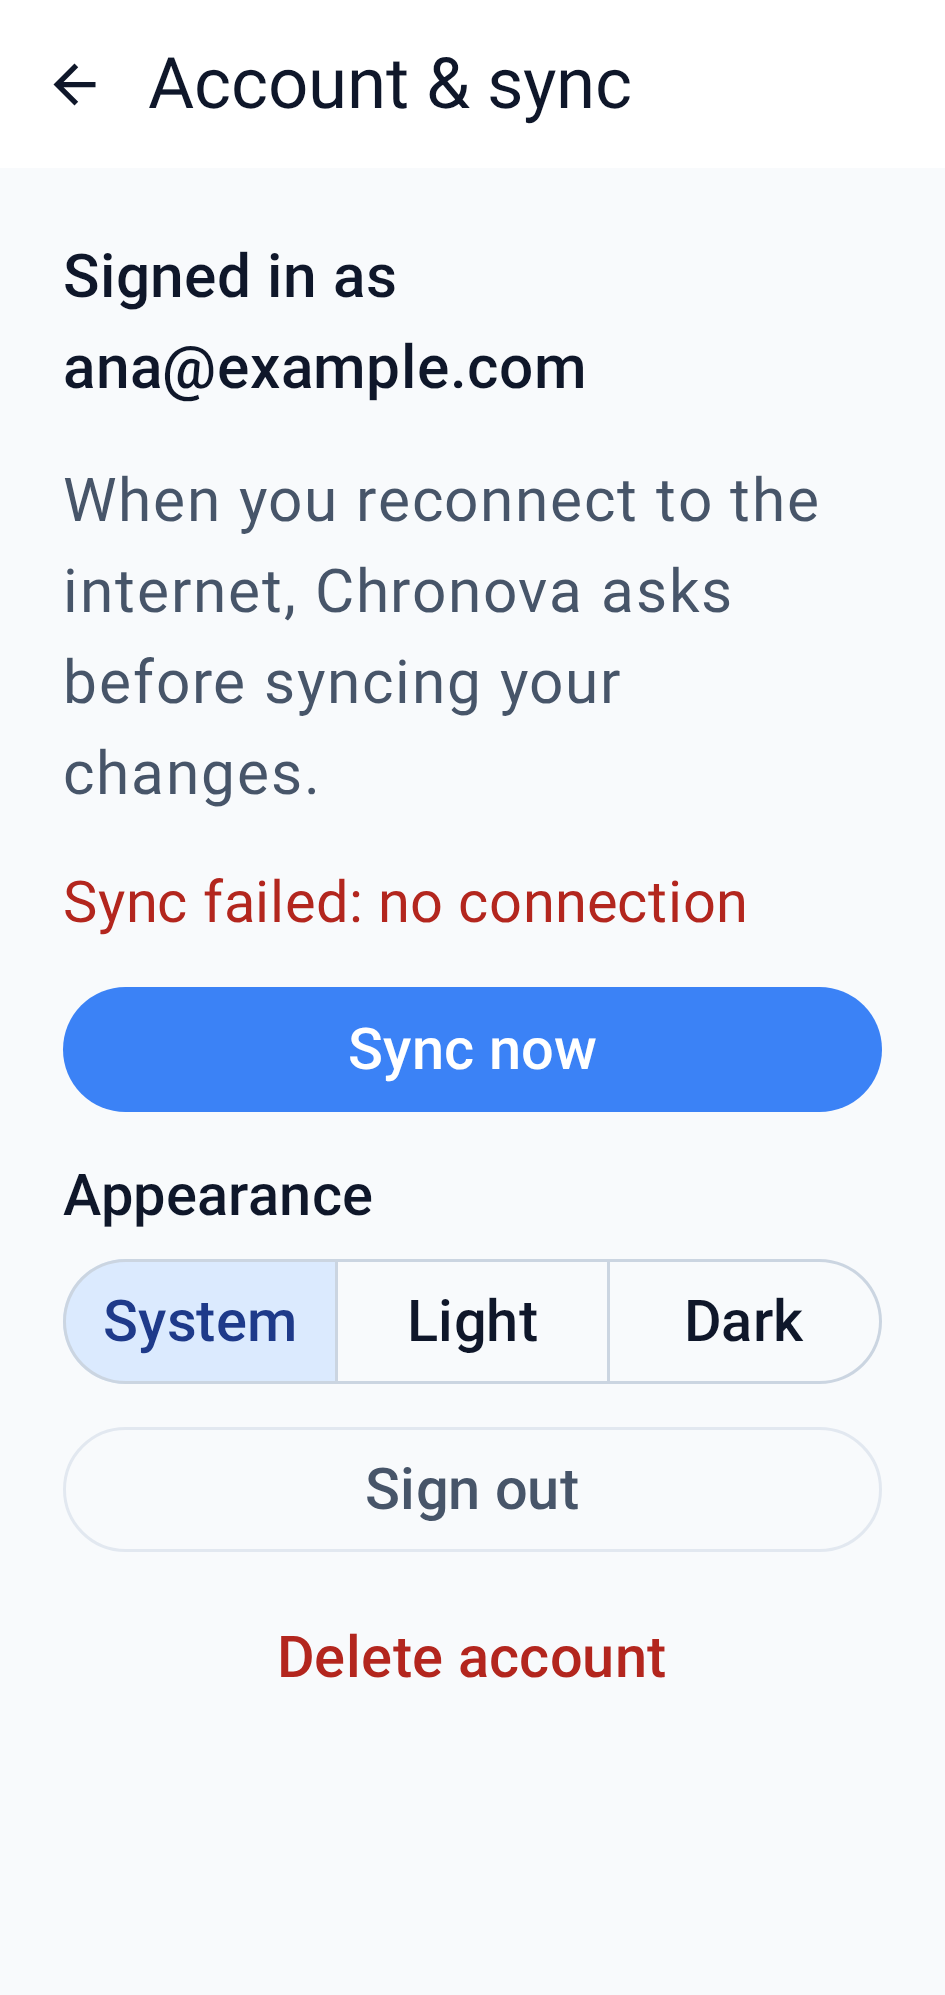 Account & sync
Signed in as
ana@example.com
When you reconnect to the
internet, Chronova asks
before syncing your
changes.
Sync failed: no connection
Sync now
Appearance
System Light Dark
Sign out
Delete account